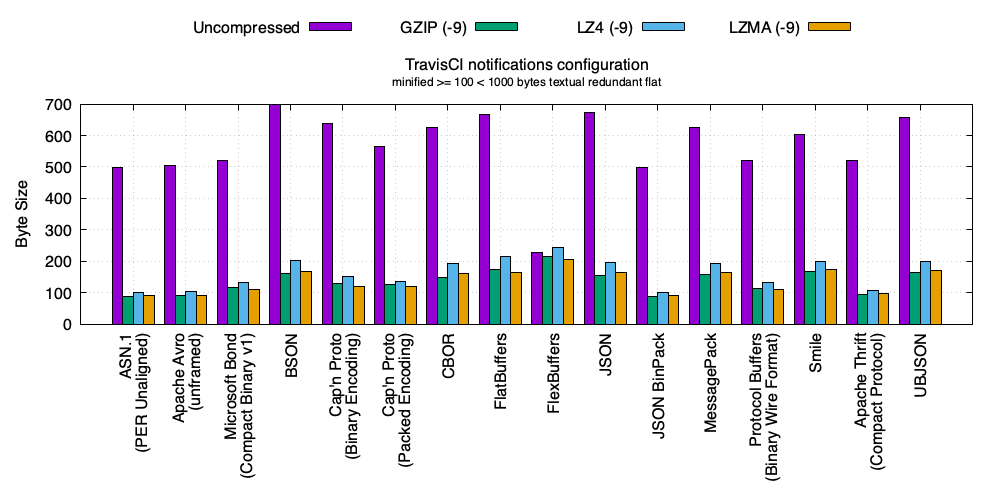 Uncompressed GZIP (-9) LZ4 (-9) LZMA (-9)
TravisCI notifications configuration
minified >= 100 < 1000 bytes textual redundant flat
Byte Size
700
600
500
400
300
200
100
0
ASN.1
(PER Unaligned)
Apache Avro
(unframed)
Microsoft Bond
(Compact Binary v1)
BSON
Cap'n Proto
(Binary Encoding)
Cap'n Proto
(Packed Encoding)
CBOR
FlatBuffers
FlexBuffers
JSON
JSON BinPack
MessagePack
Protocol Buffers
(Binary Wire Format)
Smile
Apache Thrift
(Compact Protocol)
UBJSON